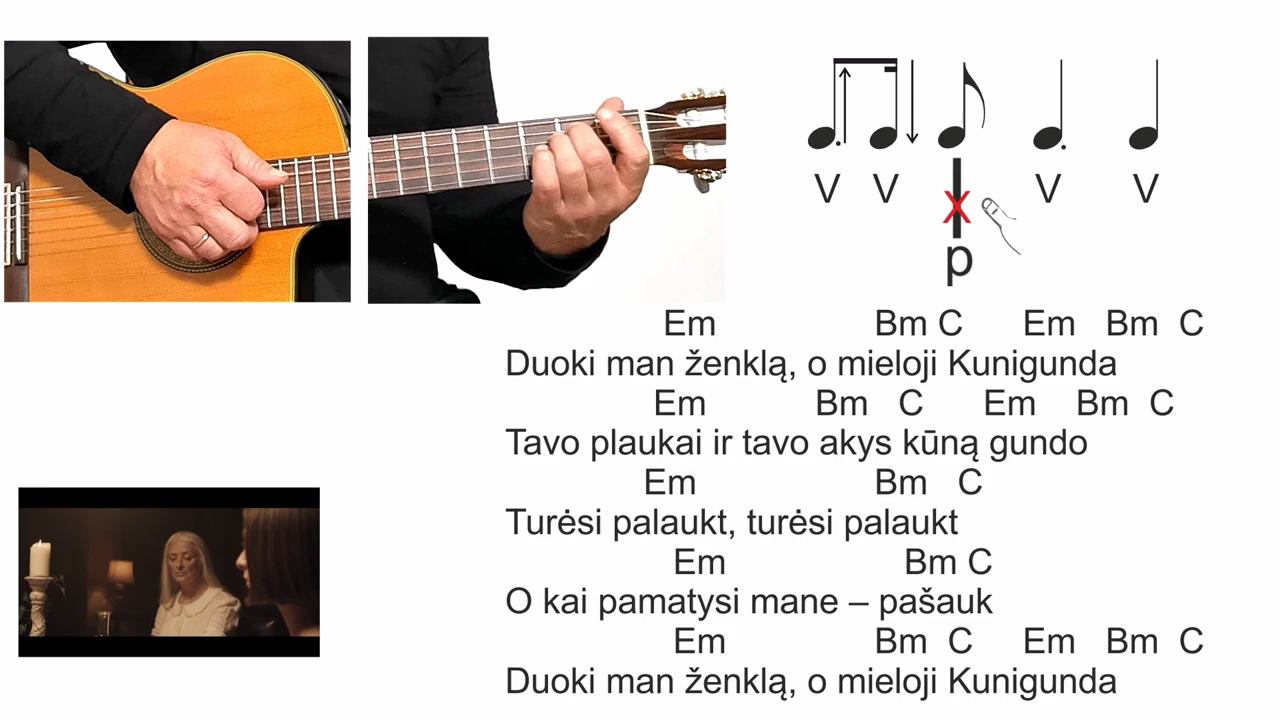 V V X V V
p
Em Bm C Em Bm C
Duoki man ženklą, o mieloji Kunigunda
Em Bm C Em Bm C
Tavo plaukai ir tavo akys kūną gundo
Em Bm C
Turėsi palaukt, turėsi palaukt
Em Bm C
O kai pamatysi mane – pašauk
Em Bm C Em Bm C
Duoki man ženklą, o mieloji Kunigunda